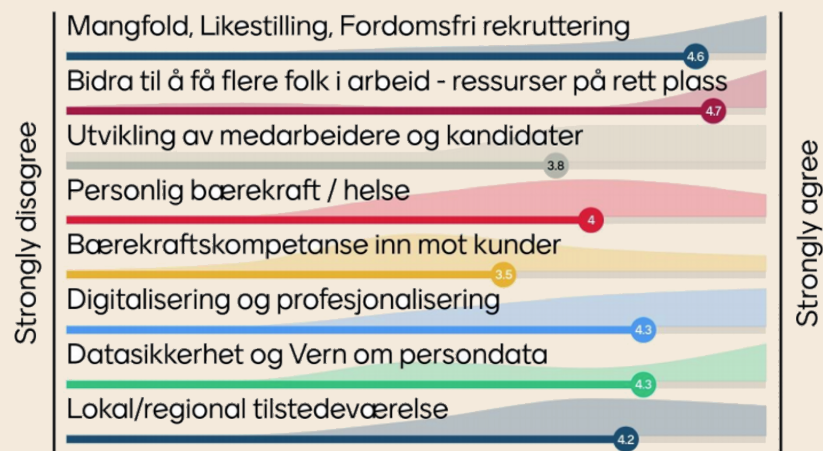 Mangfold, Likestilling, Fordomsfri rekruttering
4.6
Bidra til å få flere folk i arbeid - ressurser på rett plass
4.7
Utvikling av medarbeidere og kandidater
3.8
Personlig bærekraft / helse
4
Bærekraftskompetanse inn mot kunder
3.5
Digitalisering og profesjonalisering
4.3
Datasikkerhet og Vern om persondata
4.3
Lokal/regional tilstedeværelse
4.2
Strongly disagree
Strongly agree